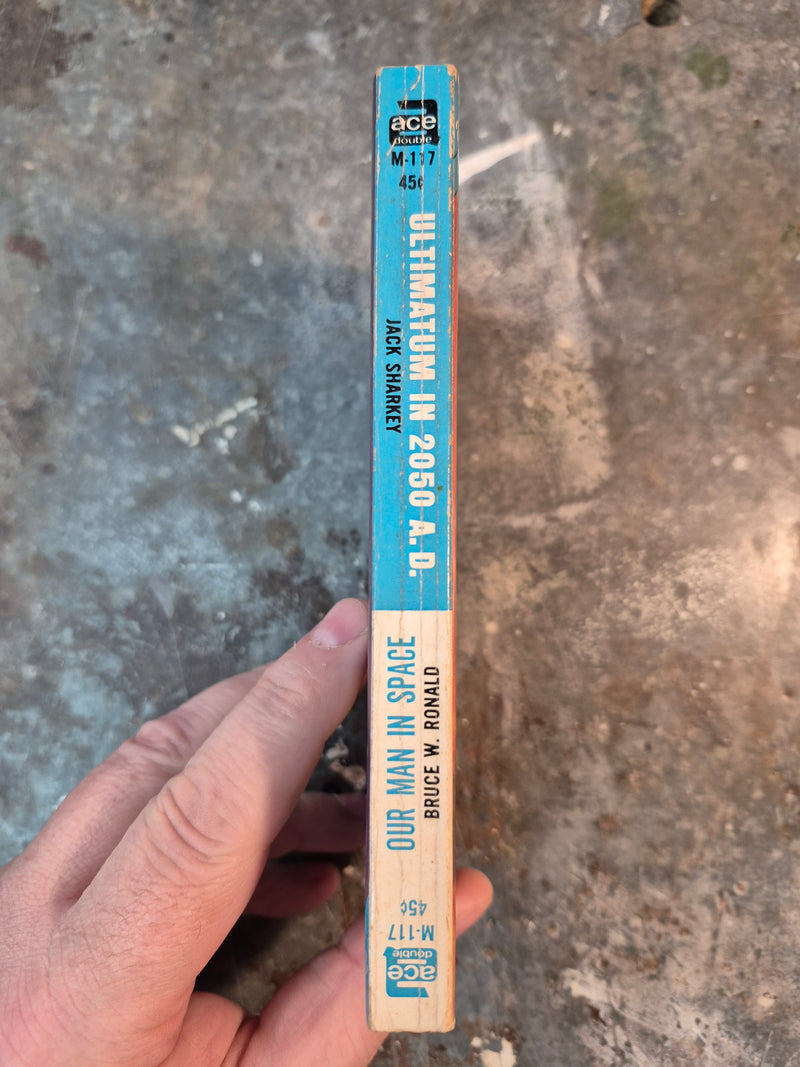 ace
double
M-117
45¢
ULTIMATUM IN 2050 A.D.
JACK SHARKEY
OUR MAN IN SPACE
BRUCE W. RONALD
45¢
M-117
ace
double